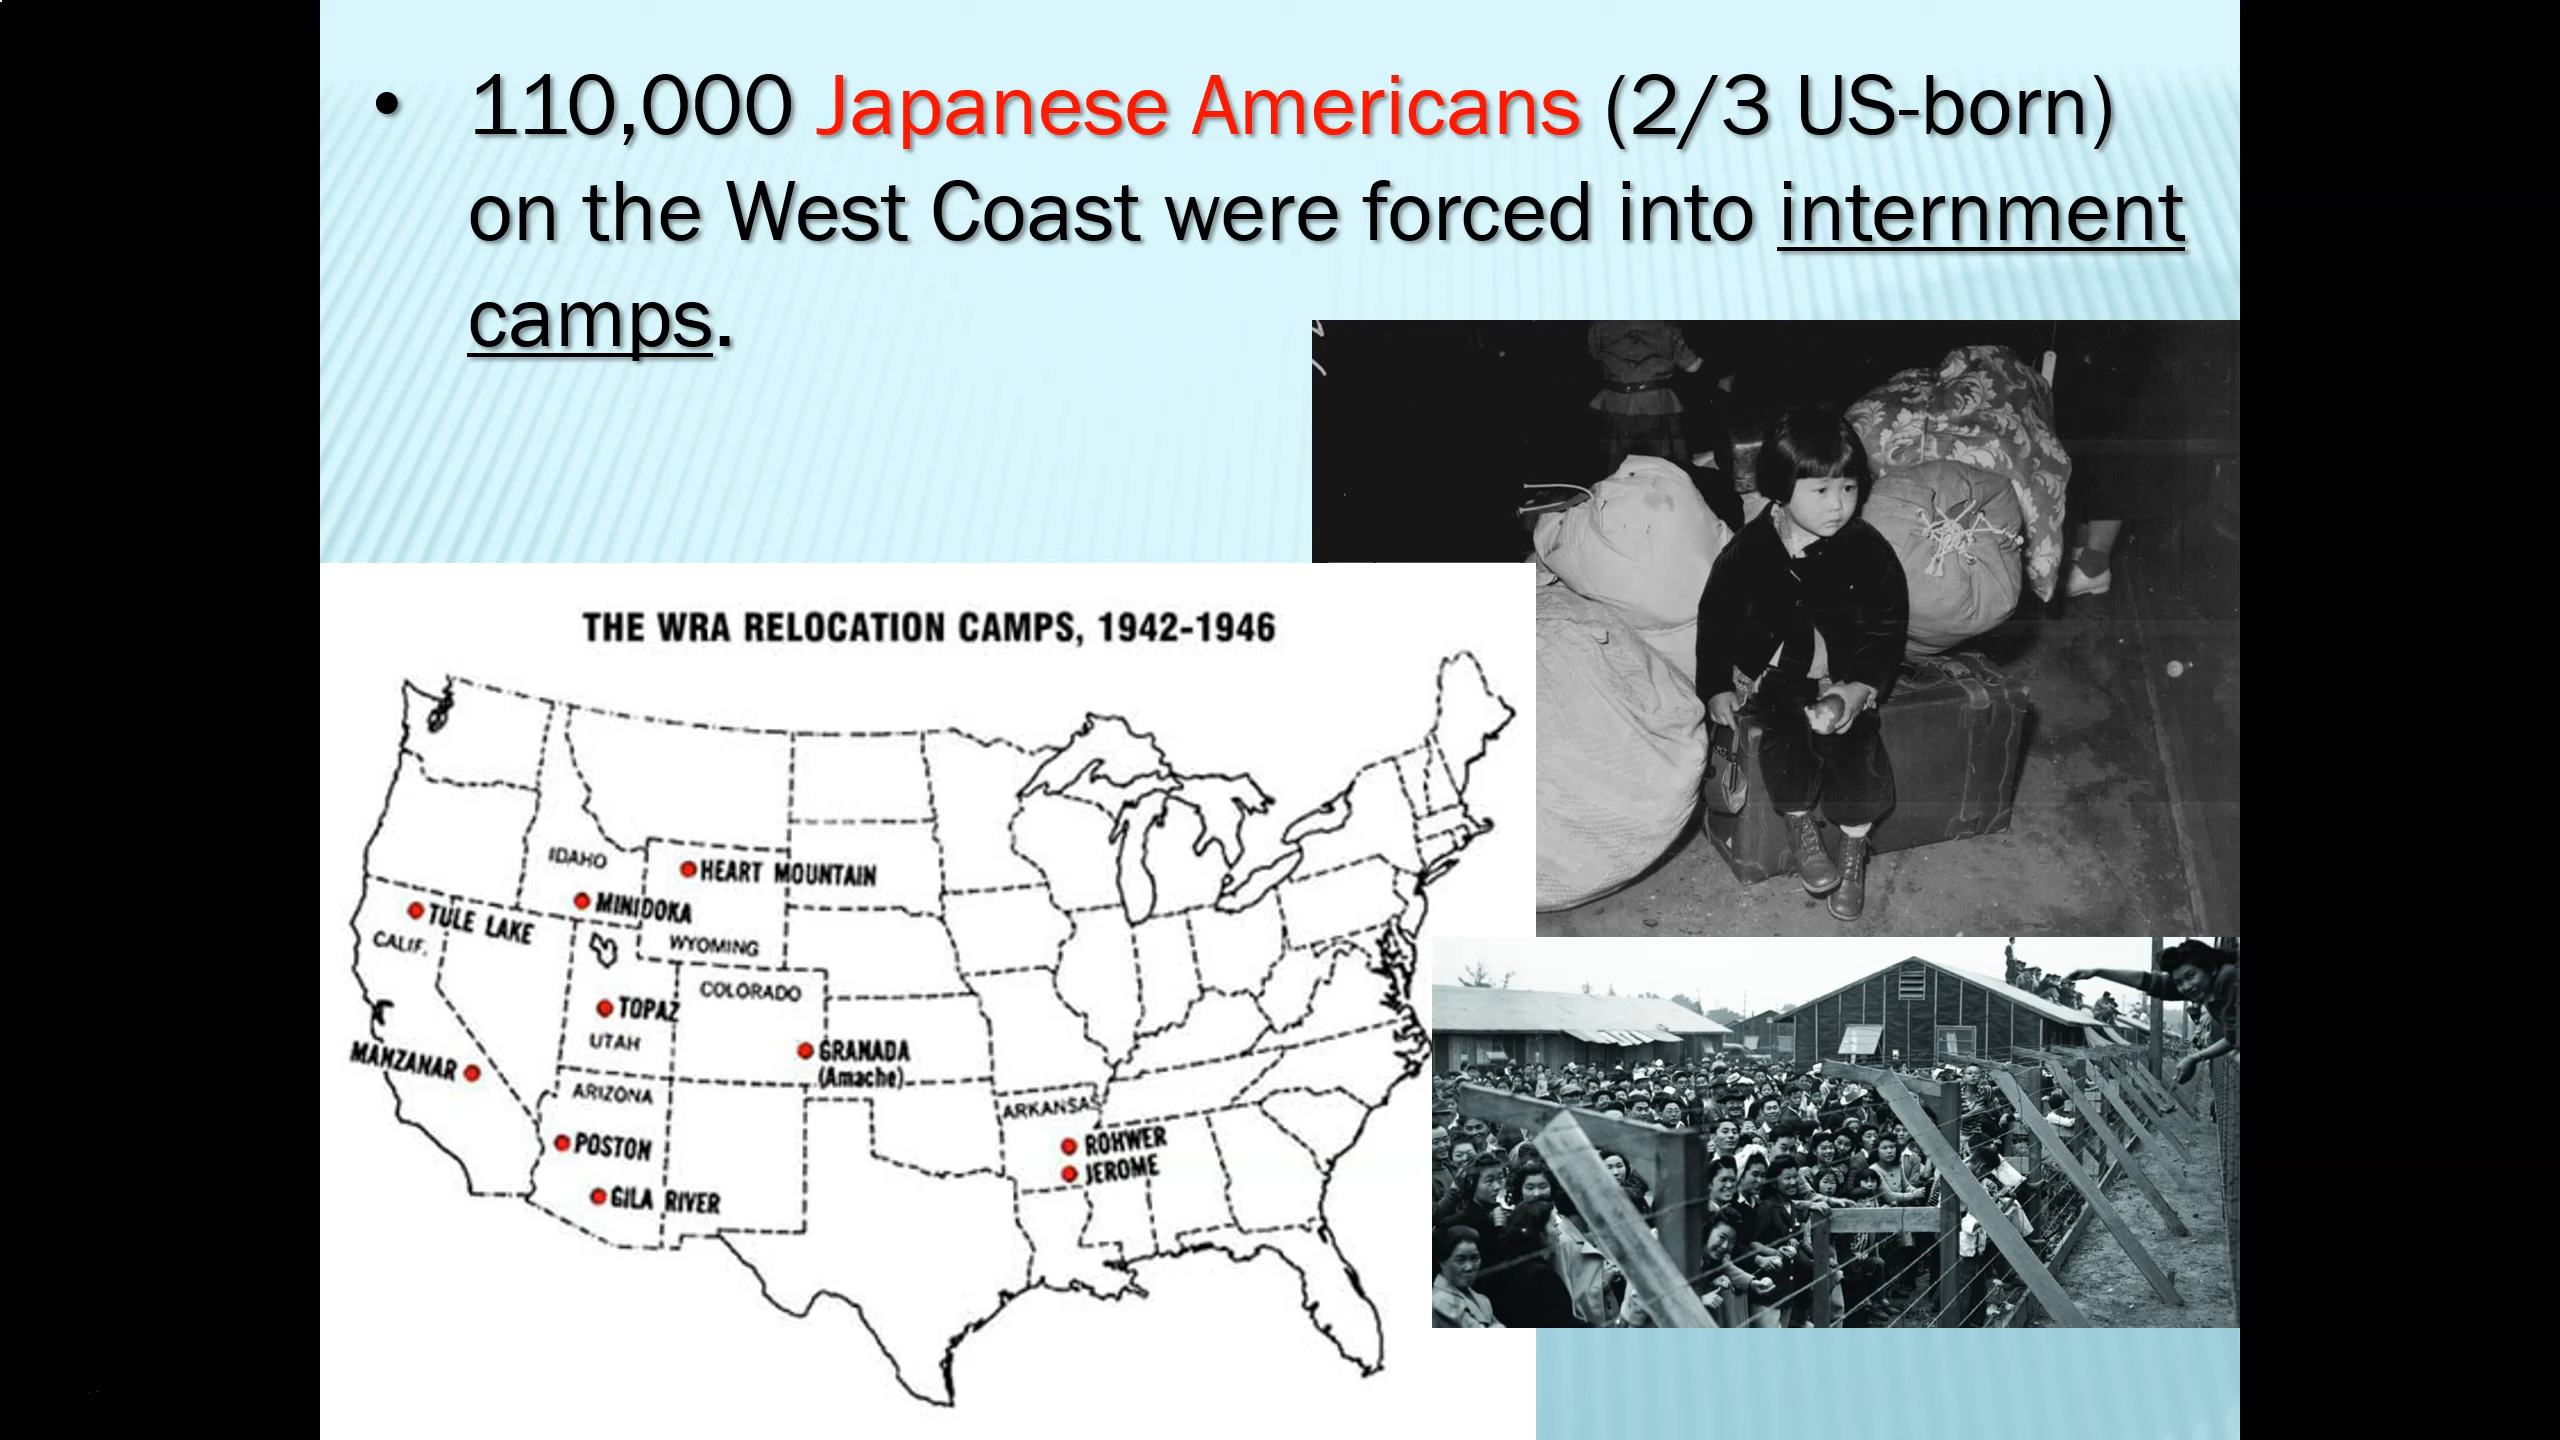 • 110,000 Japanese Americans (2/3 US-born)
on the West Coast were forced into internment
camps.
THE WRA RELOCATION CAMPS, 1942-1946
IDAHO
HEART MOUNTAIN
MINIDOKA
TULE LAKE
CALIF.
WYOMING
COLORADO
TOPAZ
UTAH
GRANADA
(Amache)
MANZANAR
ARIZONA
ARKANSAS
POSTON
ROHWER
JEROME
GILA RIVER